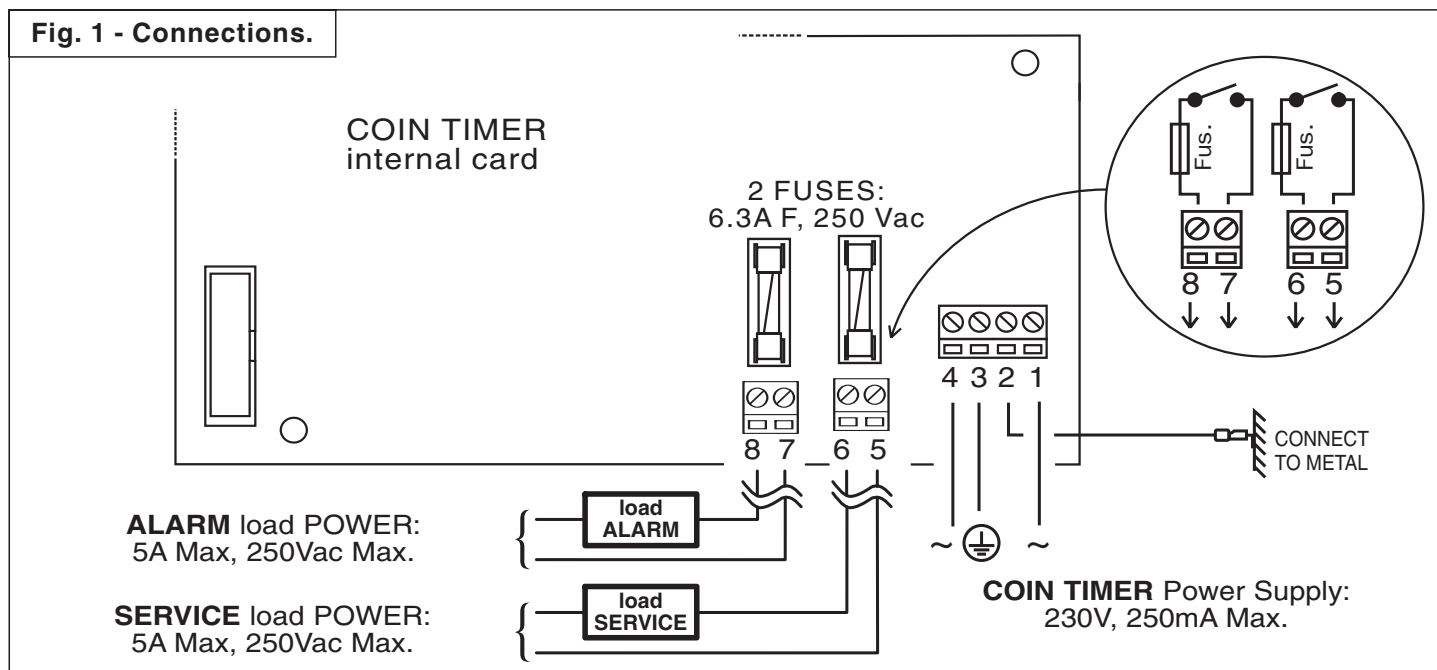 Fig. 1 - Connections.
COIN TIMER
internal card
2 FUSES:
6.3A F, 250 Vac
Fus.
Fus.
8 7
6 5
8 7
6 5
4 3 2 1
CONNECT
TO METAL
ALARM load POWER:
5A Max, 250Vac Max.
load
ALARM
~ ~
SERVICE load POWER:
5A Max, 250Vac Max.
load
SERVICE
COIN TIMER Power Supply:
230V, 250mA Max.